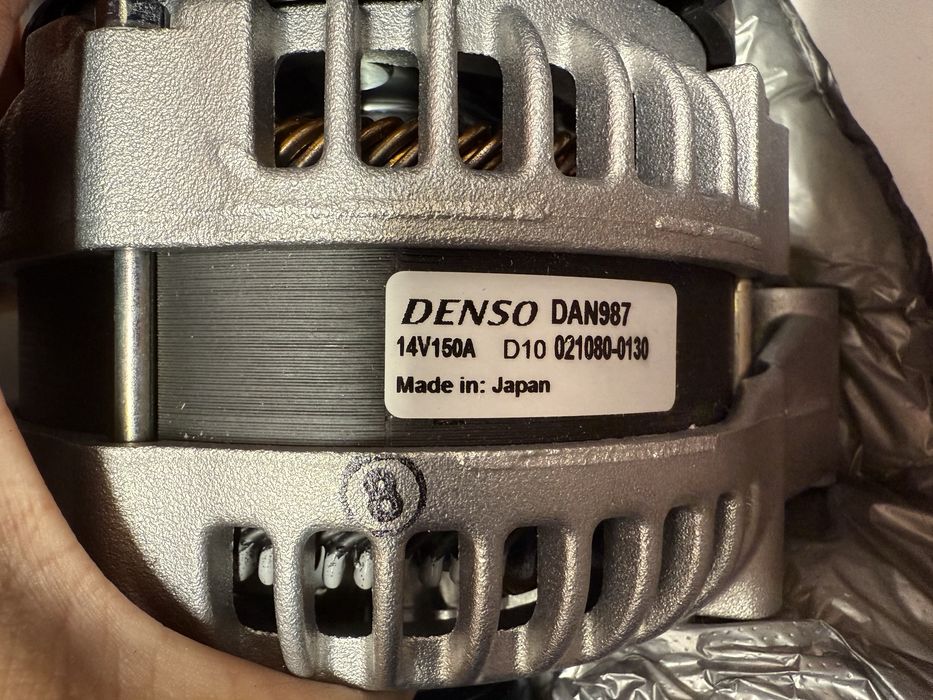 DENSO DAN987
14V150A D10 021080-0130
Made in: Japan
8